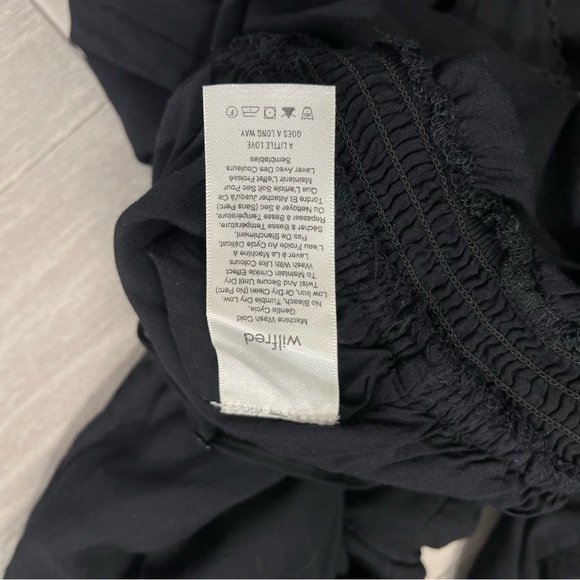 wilfred
Machine Wash Cold
Gentle Cycle.
No Bleach, Tumble Dry Low.
Low Iron, Or Dry Clean (No Perc)
Twist And Attach Until Dry
To Maintain Crinkle Effect
Wash With Like Colours
Laver à La Machine à
L'eau Froide Au Cycle Délicat.
Pas De Blanchiment.
Sécher à Basse Température.
Repasser à Basse Température,
Ou Nettoyer à Sec (Sans Perc)
Tordre Et Attacher Jusqu'à Ce
Que L'article Soit Sec Pour
Maintenir L'effet Froissé
Laver Avec Des Couleurs
Semblables
A LITTLE LOVE
GOES A LONG WAY